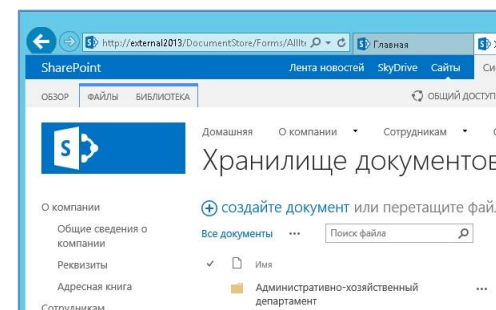 http://external2013/DocumentStore/Forms/AllIte
Главная
SharePoint
Лента новостей SkyDrive Сайты
ОБЗОР ФАЙЛЫ БИБЛИОТЕКА
ОБЩИЙ ДОСТУП
Домашняя О компании Сотрудникам
Хранилище документов
создайте документ или перетащите фай
О компании
Все документы ... Поиск файла
Общие сведения о
компании
Имя
Реквизиты
Адресная книга
Административно-хозяйственный ...
департамент
Сотрудникам